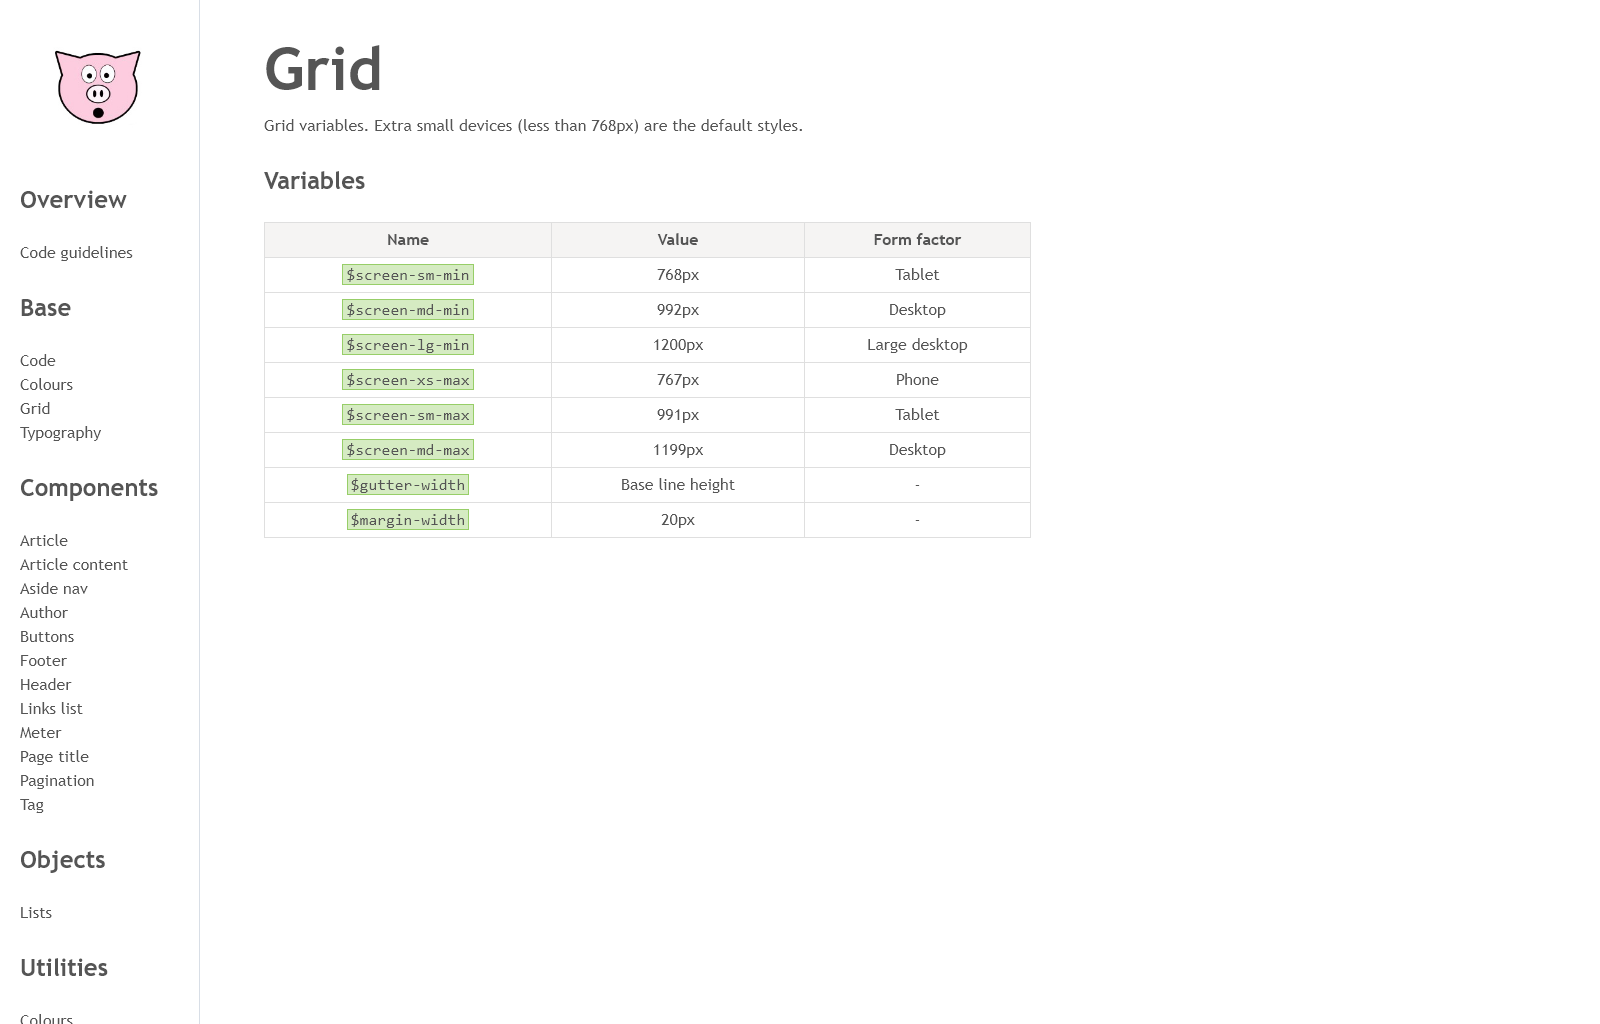 Overview
Code guidelines
Base
Code
Colours
Grid
Typography
Components
Article
Article content
Aside nav
Author
Buttons
Footer
Header
Links list
Meter
Page title
Pagination
Tag
Objects
Lists
Utilities
Colours
Grid
Grid variables. Extra small devices (less than 768px) are the default styles.
Variables
Name Value Form factor
$screen-sm-min 768px Tablet
$screen-md-min 992px Desktop
$screen-lg-min 1200px Large desktop
$screen-xs-max 767px Phone
$screen-sm-max 991px Tablet
$screen-md-max 1199px Desktop
$gutter-width Base line height -
$margin-width 20px -